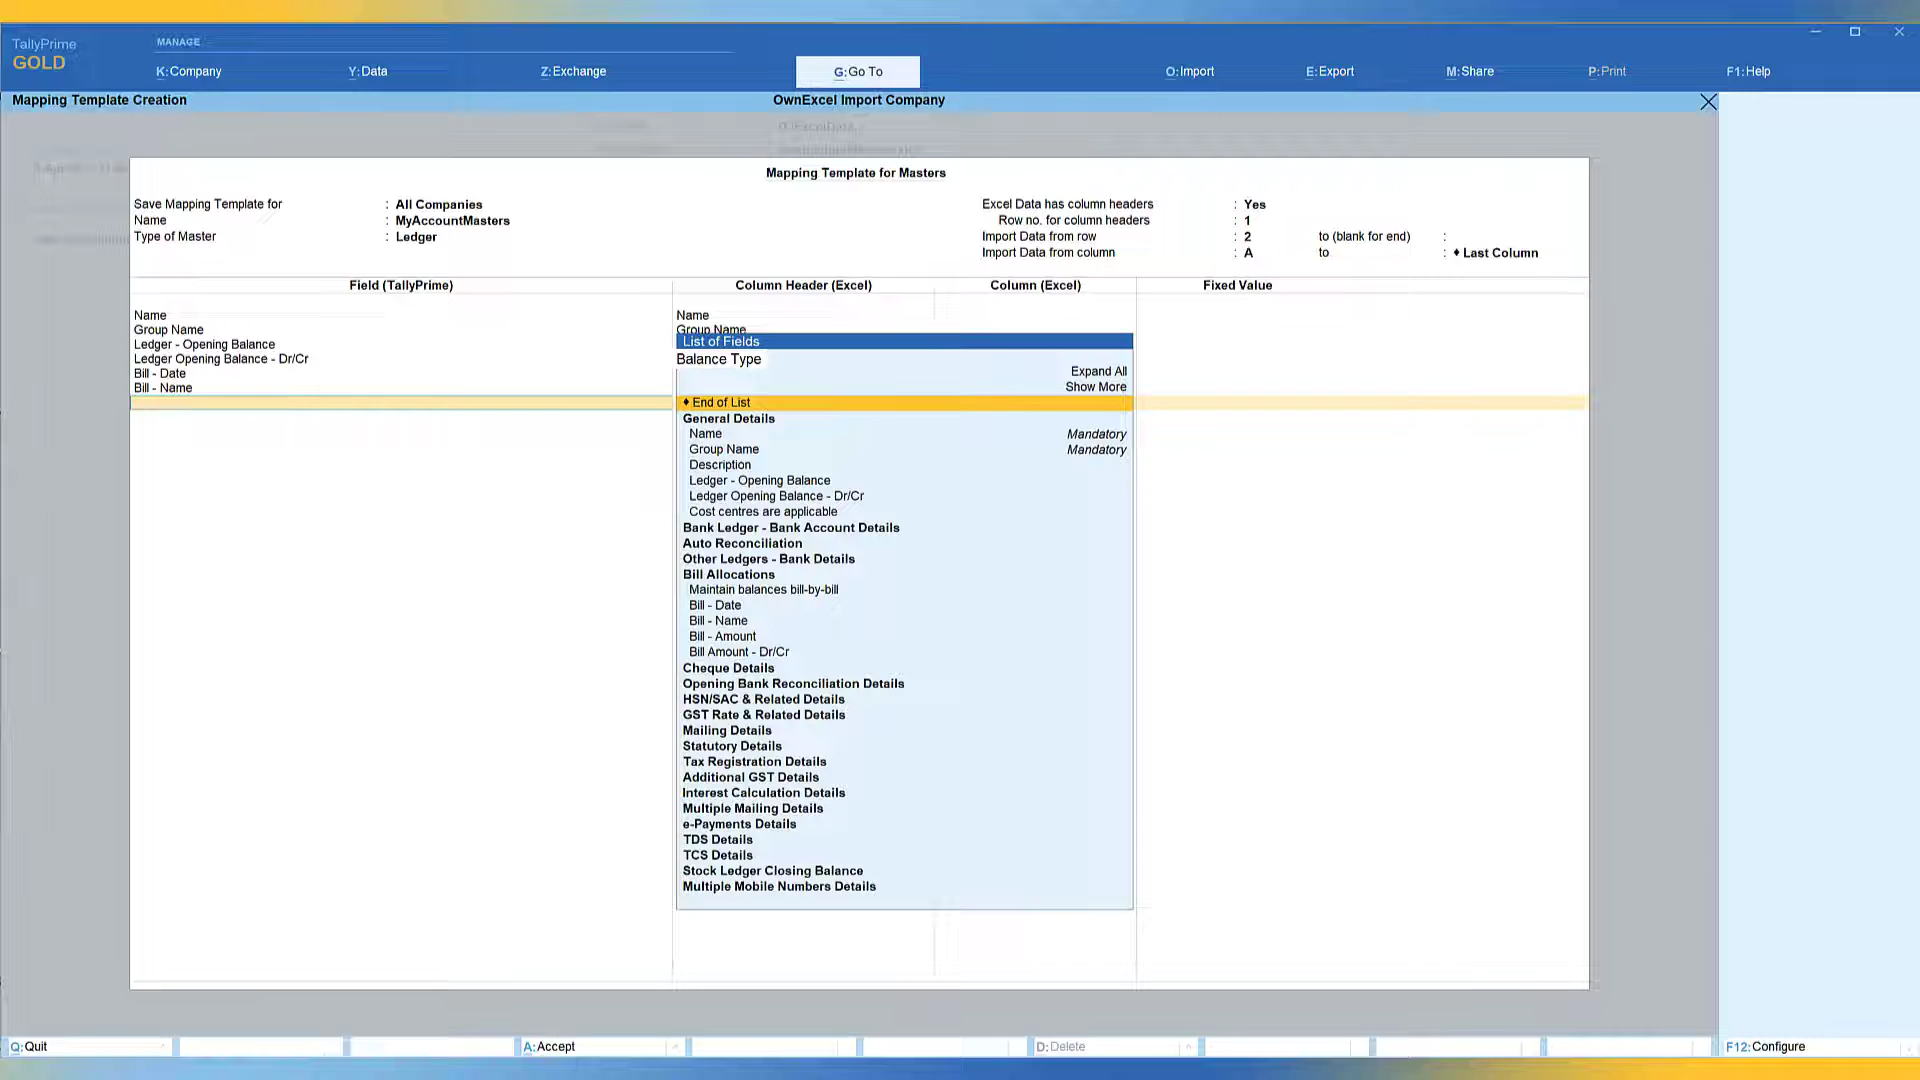 TallyPrime
GOLD
MANAGE
K:Company
Y:Data
Z:Exchange
G:Go To
O:Import
E:Export
M:Share
P:Print
F1:Help
Mapping Template Creation
OwnExcel Import Company
Mapping Template for Masters
Save Mapping Template for : All Companies
Name : MyAccountMasters
Type of Master : Ledger
Excel Data has column headers : Yes
Row no. for column headers : 1
Import Data from row : 2 to (blank for end) :
Import Data from column : A to : ♦ Last Column
Field (TallyPrime) Column Header (Excel) Column (Excel) Fixed Value
Name Name
Group Name Group Name
Ledger - Opening Balance
Ledger Opening Balance - Dr/Cr Balance Type
Bill - Date
Bill - Name
List of Fields
Expand All
Show More
♦ End of List
General Details
Name Mandatory
Group Name Mandatory
Description
Ledger - Opening Balance
Ledger Opening Balance - Dr/Cr
Cost centres are applicable
Bank Ledger - Bank Account Details
Auto Reconciliation
Other Ledgers - Bank Details
Bill Allocations
Maintain balances bill-by-bill
Bill - Date
Bill - Name
Bill - Amount
Bill Amount - Dr/Cr
Cheque Details
Opening Bank Reconciliation Details
HSN/SAC & Related Details
GST Rate & Related Details
Mailing Details
Statutory Details
Tax Registration Details
Additional GST Details
Interest Calculation Details
Multiple Mailing Details
e-Payments Details
TDS Details
TCS Details
Stock Ledger Closing Balance
Multiple Mobile Numbers Details
Q:Quit
A:Accept
D:Delete
F12:Configure